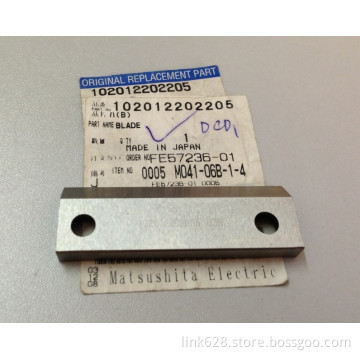 ORIGINAL REPLACEMENT PART
102012202205
102012202205
(B)
PART NAME BLADE
Q'TY 1
MADE IN JAPAN
ORDER NO FE57236-01
ITEM NO 0005 M041-06B-1-4
FE57236-01 0005
Matsushita Electric
link628.store.bossgoo.com